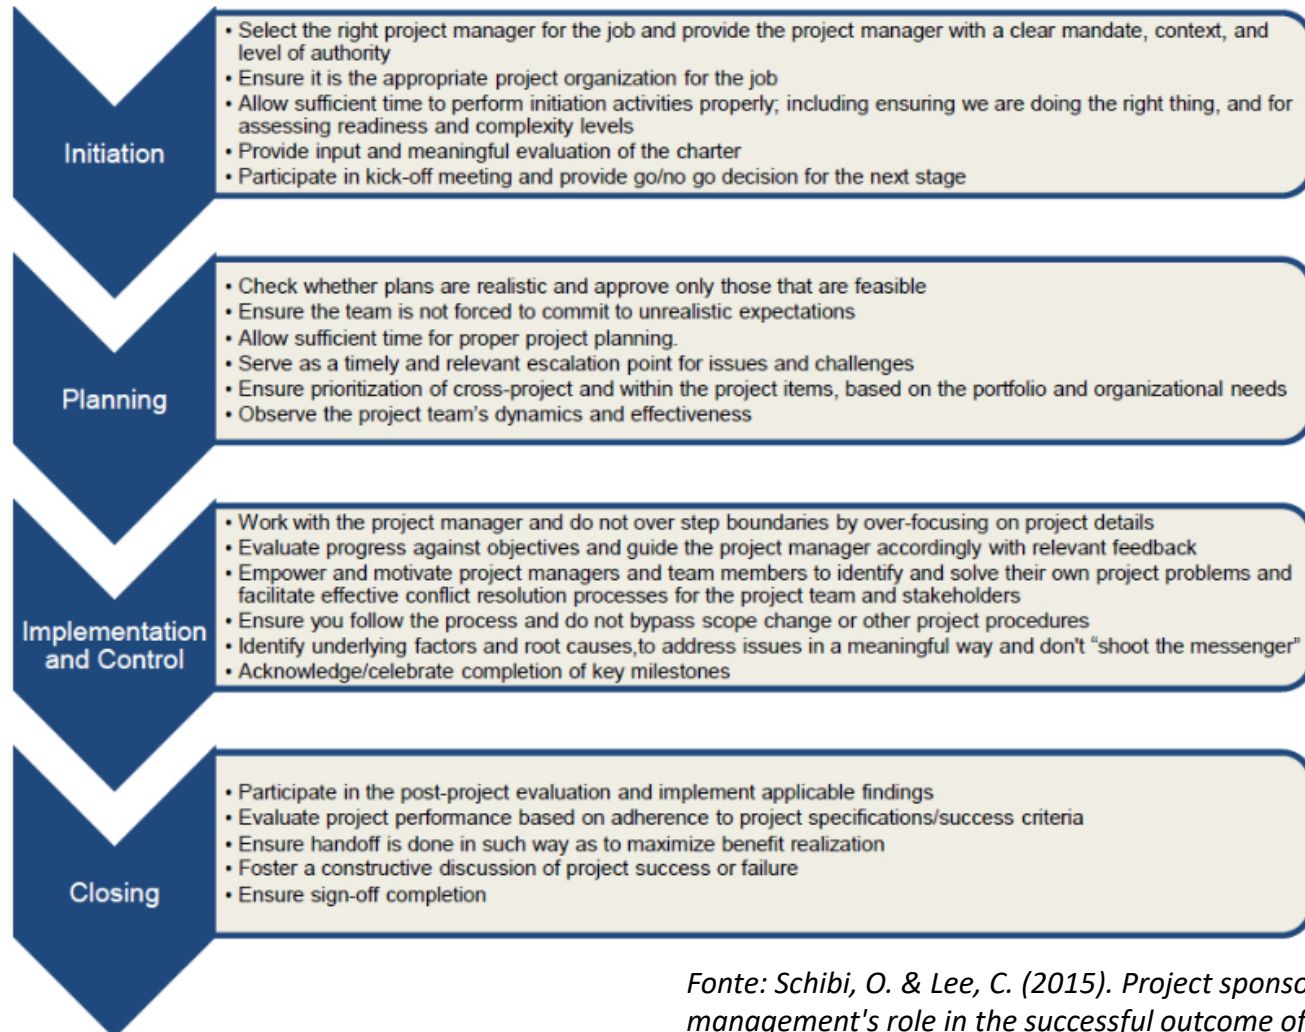 • Select the right project manager for the job and provide the project manager with a clear mandate, context, and
level of authority
• Ensure it is the appropriate project organization for the job
• Allow sufficient time to perform initiation activities properly; including ensuring we are doing the right thing, and for
assessing readiness and complexity levels
• Provide input and meaningful evaluation of the charter
• Participate in kick-off meeting and provide go/no go decision for the next stage
Initiation
• Check whether plans are realistic and approve only those that are feasible
• Ensure the team is not forced to commit to unrealistic expectations
• Allow sufficient time for proper project planning.
• Serve as a timely and relevant escalation point for issues and challenges
• Ensure prioritization of cross-project and within the project items, based on the portfolio and organizational needs
• Observe the project team's dynamics and effectiveness
Planning
• Work with the project manager and do not over step boundaries by over-focusing on project details
• Evaluate progress against objectives and guide the project manager accordingly with relevant feedback
• Empower and motivate project managers and team members to identify and solve their own project problems and
facilitate effective conflict resolution processes for the project team and stakeholders
• Ensure you follow the process and do not bypass scope change or other project procedures
• Identify underlying factors and root causes,to address issues in a meaningful way and don't “shoot the messenger”
• Acknowledge/celebrate completion of key milestones
Implementation
and Control
• Participate in the post-project evaluation and implement applicable findings
• Evaluate project performance based on adherence to project specifications/success criteria
• Ensure handoff is done in such way as to maximize benefit realization
• Foster a constructive discussion of project success or failure
• Ensure sign-off completion
Closing
Fonte: Schibi, O. & Lee, C. (2015). Project sponso
management's role in the successful outcome of